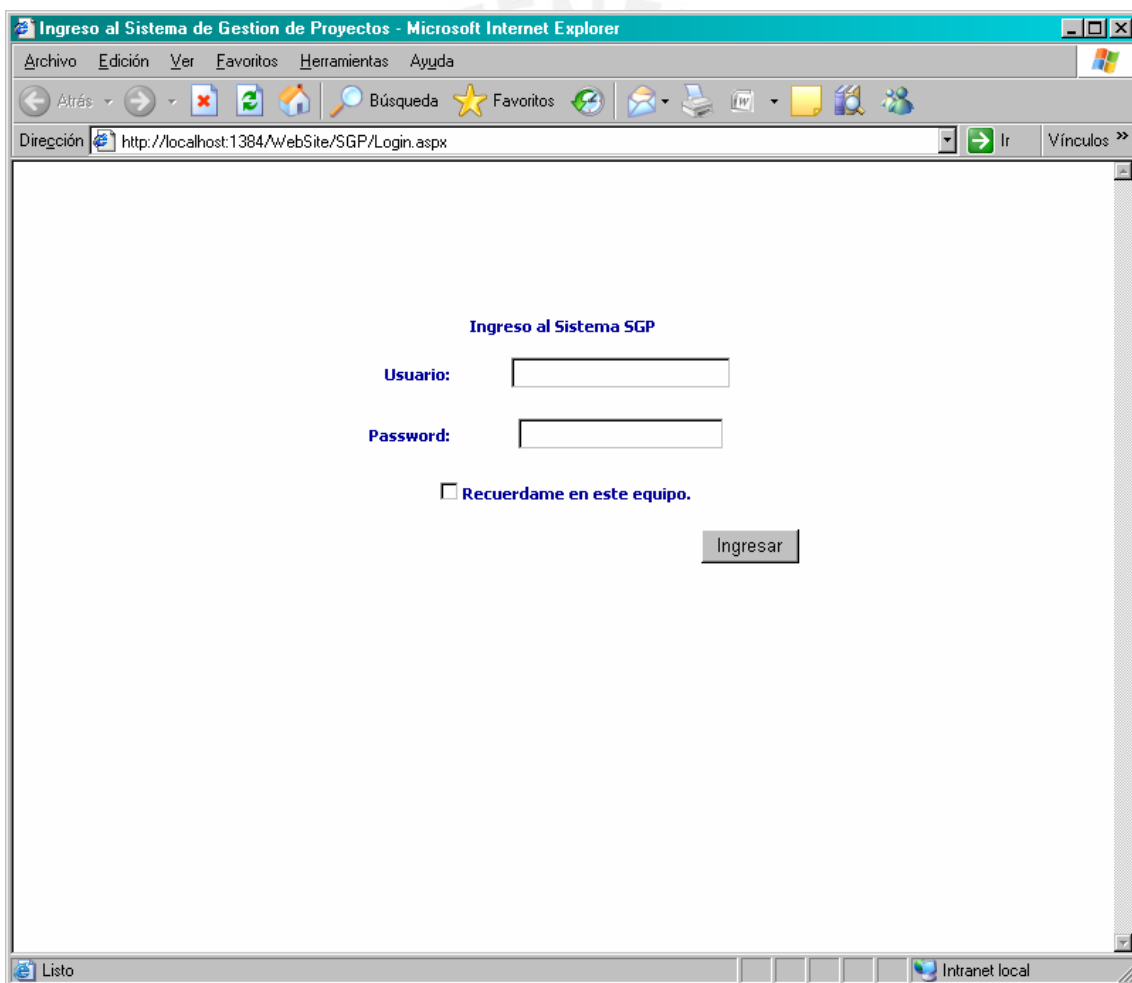 Ingreso al Sistema de Gestion de Proyectos - Microsoft Internet Explorer
Archivo Edición Ver Favoritos Herramientas Ayuda
Atrás Búsqueda Favoritos
Dirección http://localhost:1384/WebSite/SGP/Login.aspx Ir Vínculos »
Ingreso al Sistema SGP
Usuario:
Password:
Recuerdame en este equipo.
Ingresar
Listo Intranet local